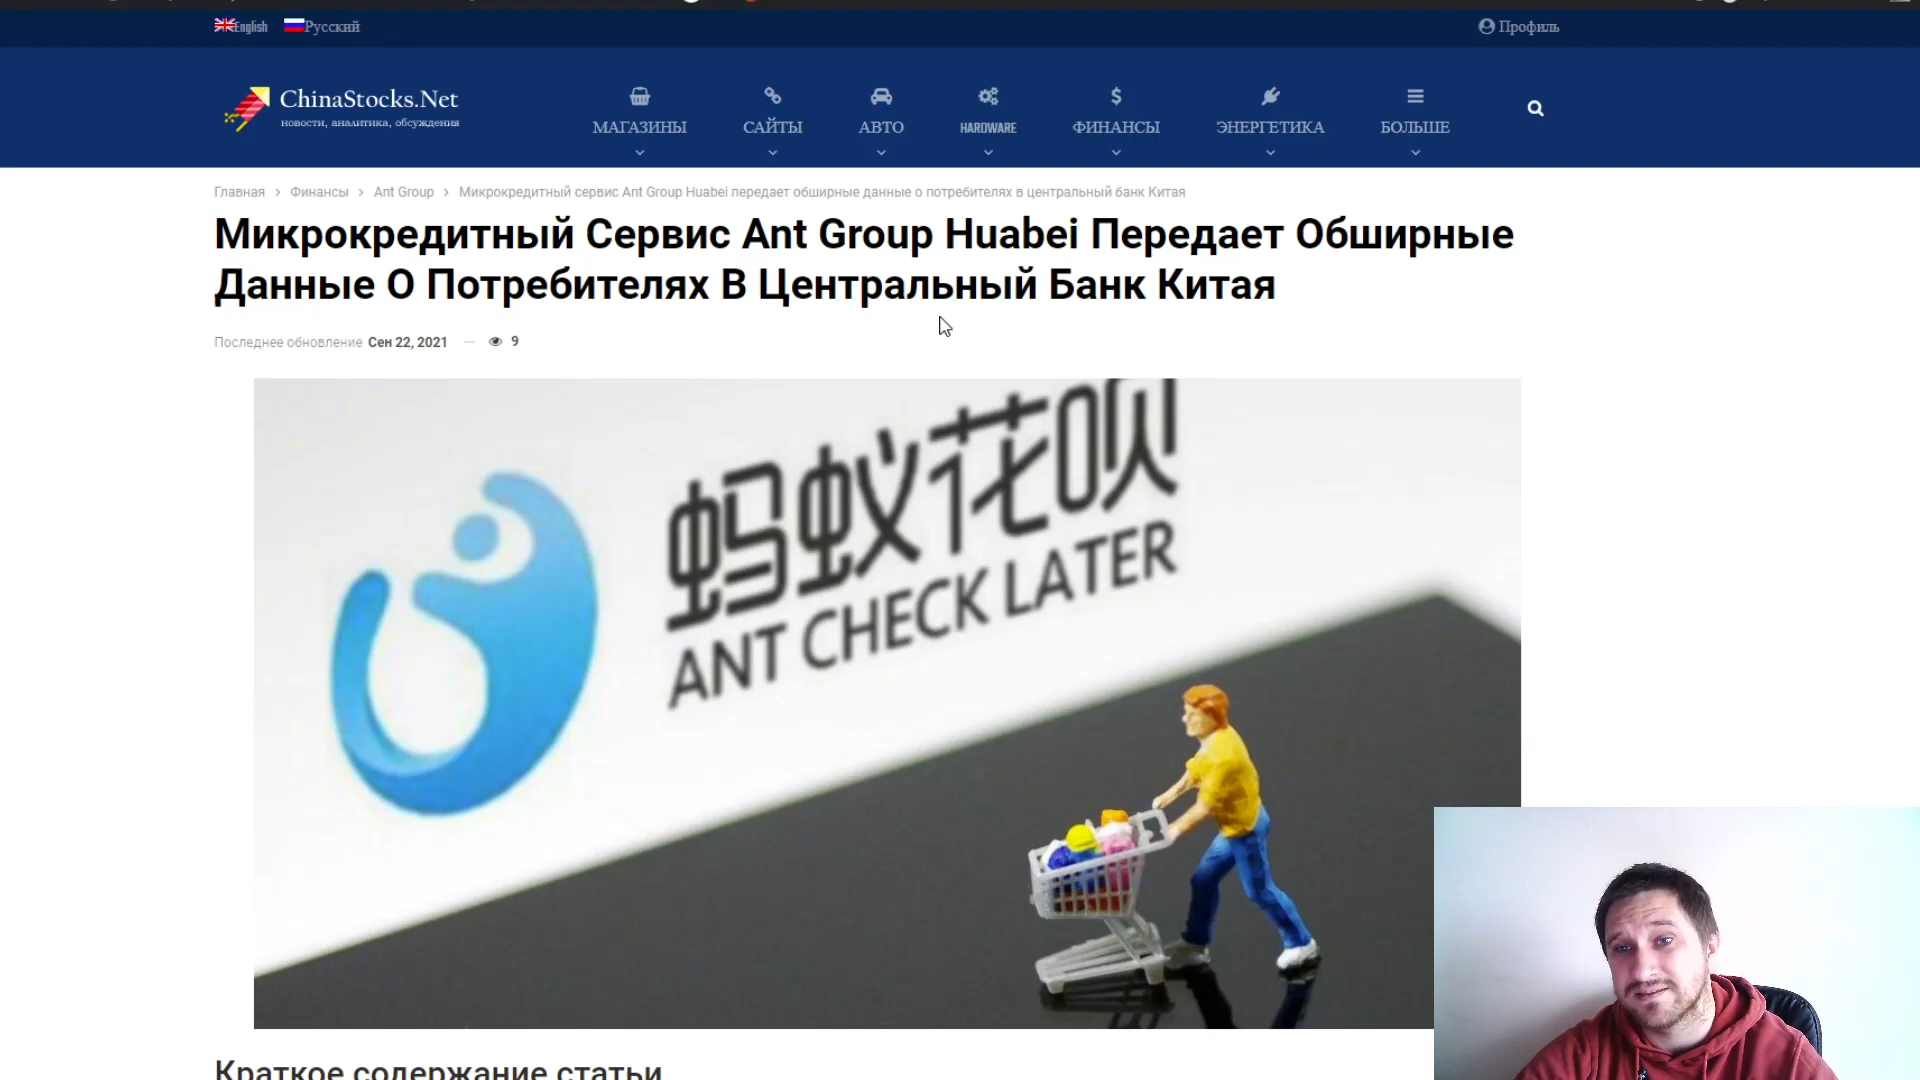 English Русский Профиль
ChinaStocks.Net
новости, аналитика, обсуждения
МАГАЗИНЫ САЙТЫ АВТО HARDWARE ФИНАНСЫ ЭНЕРГЕТИКА БОЛЬШЕ
Главная > Финансы > Ant Group > Микрокредитный сервис Ant Group Huabei передает обширные данные о потребителях в центральный банк Китая
Микрокредитный Сервис Ant Group Huabei Передает Обширные
Данные О Потребителях В Центральный Банк Китая
Последнее обновление Сен 22, 2021 — 9
蚂蚁花呗
ANT CHECK LATER
Краткое содержание статьи